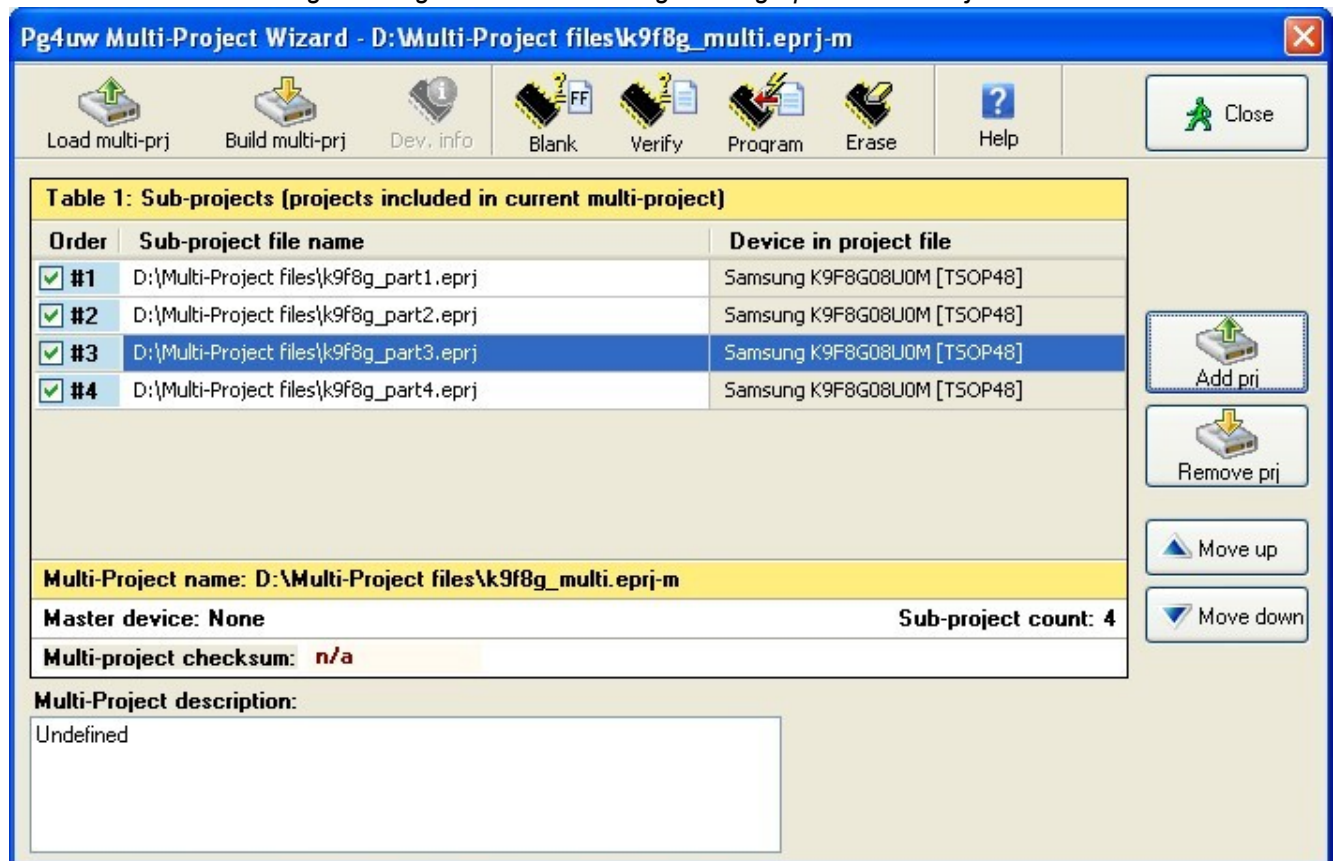 Pg4uw Multi-Project Wizard - D:\Multi-Project files\k9f8g_multi.eprj-m
Load multi-prj Build multi-prj Dev. info Blank Verify Program Erase Help Close
FF
Table 1: Sub-projects (projects included in current multi-project)
Order Sub-project file name Device in project file
#1 D:\Multi-Project files\k9f8g_part1.eprj Samsung K9F8G08U0M [TSOP48]
#2 D:\Multi-Project files\k9f8g_part2.eprj Samsung K9F8G08U0M [TSOP48]
#3 D:\Multi-Project files\k9f8g_part3.eprj Samsung K9F8G08U0M [TSOP48]
#4 D:\Multi-Project files\k9f8g_part4.eprj Samsung K9F8G08U0M [TSOP48]
Add prj
Remove prj
Move up
Move down
Multi-Project name: D:\Multi-Project files\k9f8g_multi.eprj-m
Master device: None Sub-project count: 4
Multi-project checksum: n/a
Multi-Project description:
Undefined